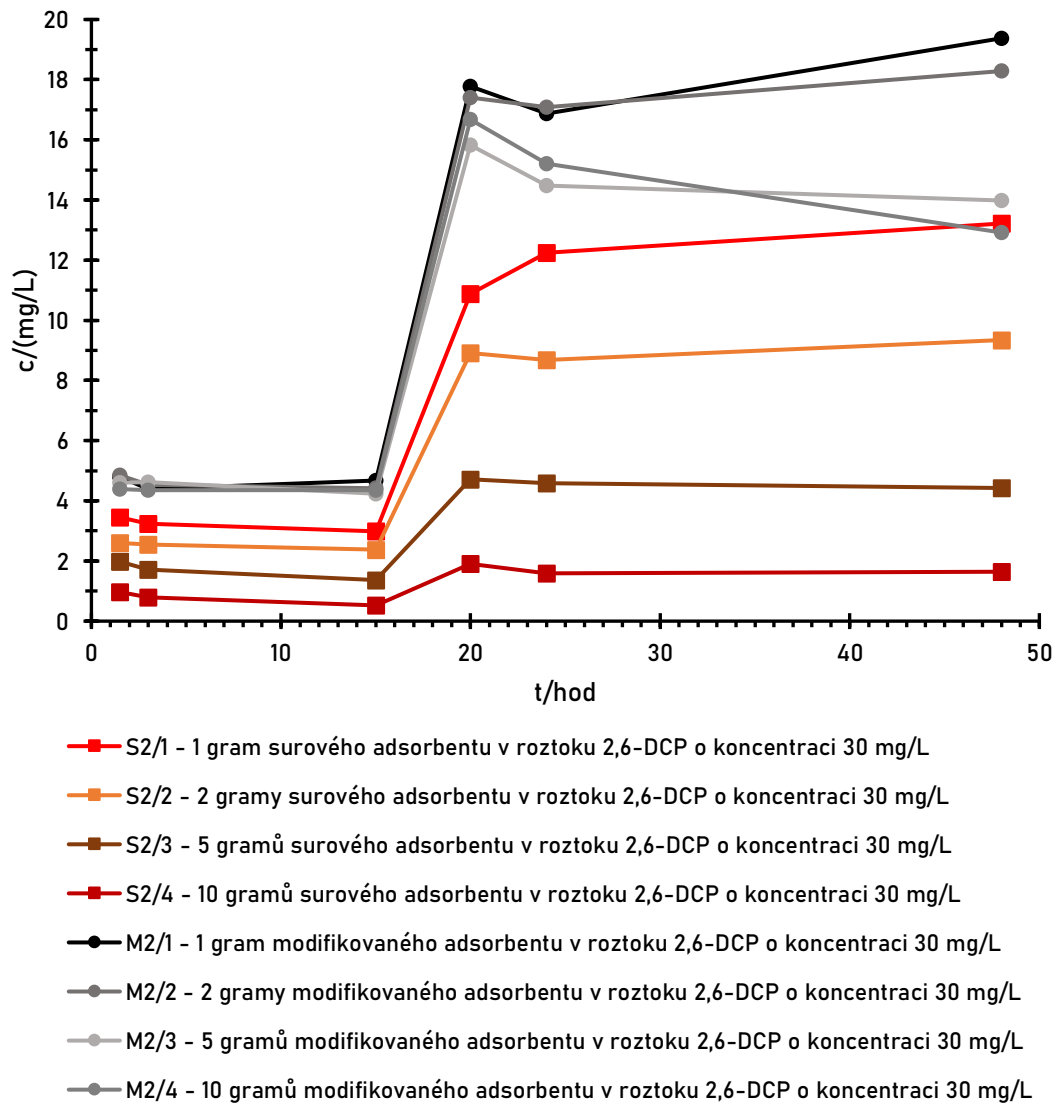 20
18
16
14
12
10
8
6
4
2
0
c/(mg/L)
0 10 20 30 40 50
t/hod
S2/1 - 1 gram surového adsorbentu v roztoku 2,6-DCP o koncentraci 30 mg/L
S2/2 - 2 gramy surového adsorbentu v roztoku 2,6-DCP o koncentraci 30 mg/L
S2/3 - 5 gramů surového adsorbentu v roztoku 2,6-DCP o koncentraci 30 mg/L
S2/4 - 10 gramů surového adsorbentu v roztoku 2,6-DCP o koncentraci 30 mg/L
M2/1 - 1 gram modifikovaného adsorbentu v roztoku 2,6-DCP o koncentraci 30 mg/L
M2/2 - 2 gramy modifikovaného adsorbentu v roztoku 2,6-DCP o koncentraci 30 mg/L
M2/3 - 5 gramů modifikovaného adsorbentu v roztoku 2,6-DCP o koncentraci 30 mg/L
M2/4 - 10 gramů modifikovaného adsorbentu v roztoku 2,6-DCP o koncentraci 30 mg/L